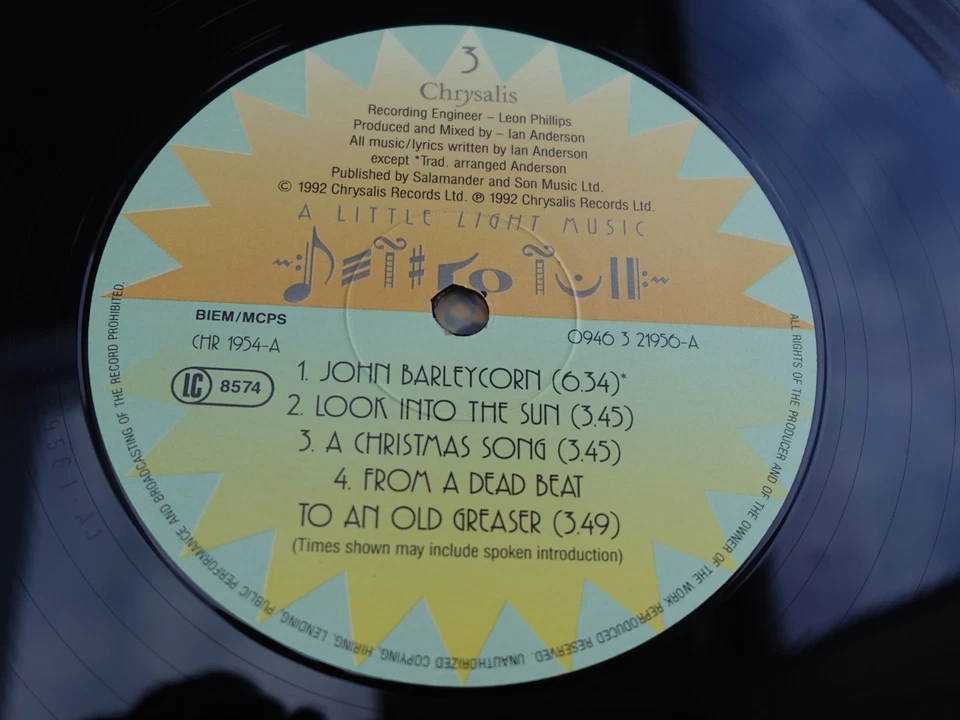 3
Chrysalis
Recording Engineer – Leon Phillips
Produced and Mixed by – Ian Anderson
All music/lyrics written by Ian Anderson
except *Trad. arranged Anderson
Published by Salamander and Son Music Ltd.
© 1992 Chrysalis Records Ltd. ℗ 1992 Chrysalis Records Ltd.
A LITTLE LIGHT MUSIC
JETHRO TULL
BIEM/MCPS
CHR 1954-A
0946 3 21956-A
LC 8574
1. JOHN BARLEYCORN (6.34)*
2. LOOK INTO THE SUN (3.45)
3. A CHRISTMAS SONG (3.45)
4. FROM A DEAD BEAT
TO AN OLD GREASER (3.49)
(Times shown may include spoken introduction)
ALL RIGHTS OF THE PRODUCER AND OF THE OWNER OF THE WORK REPRODUCED RESERVED. UNAUTHORIZED COPYING, HIRING, LENDING, PUBLIC PERFORMANCE AND BROADCASTING OF THE RECORD PROHIBITED.